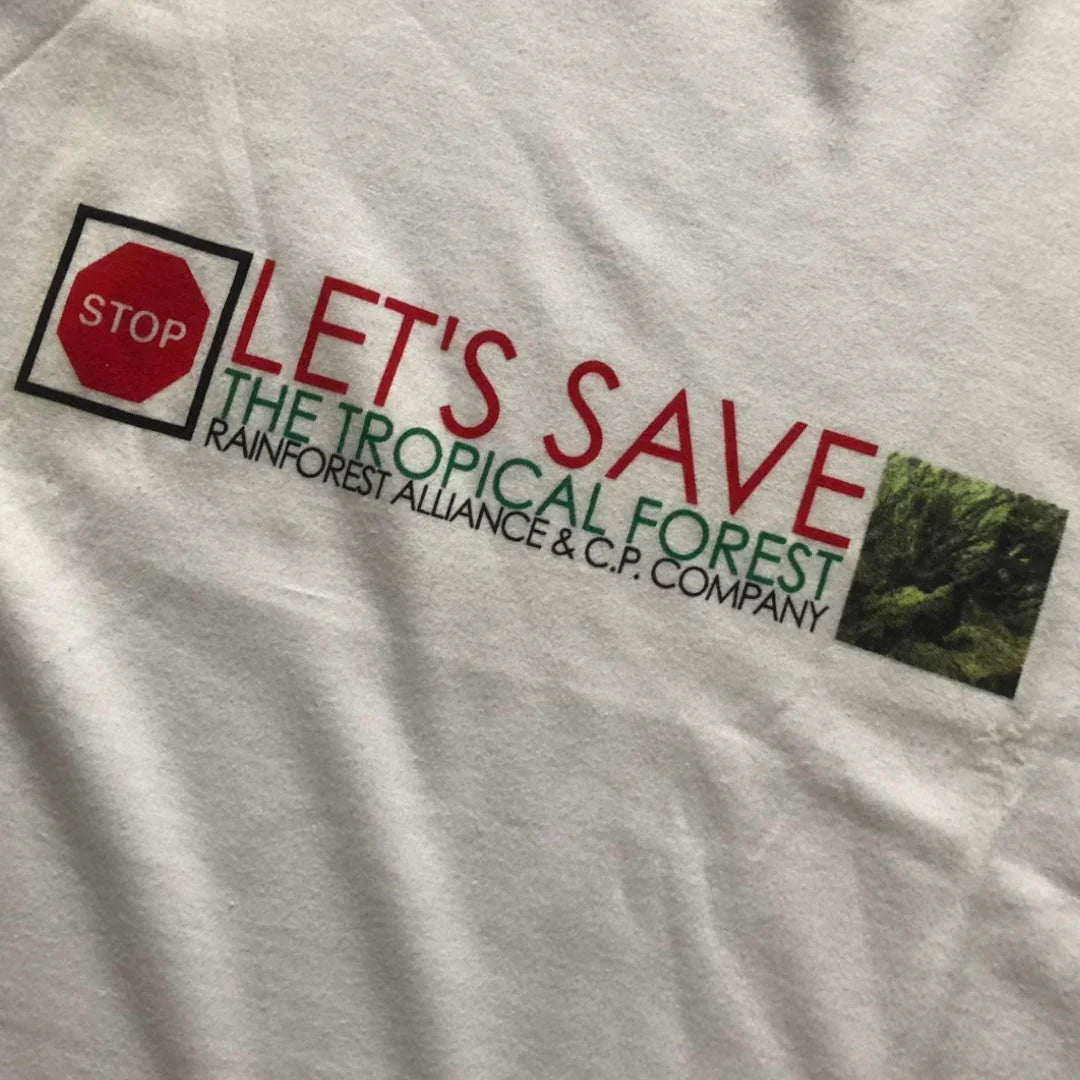 STOP
LET'S SAVE
THE TROPICAL FOREST
RAINFOREST ALLIANCE & C.P. COMPANY